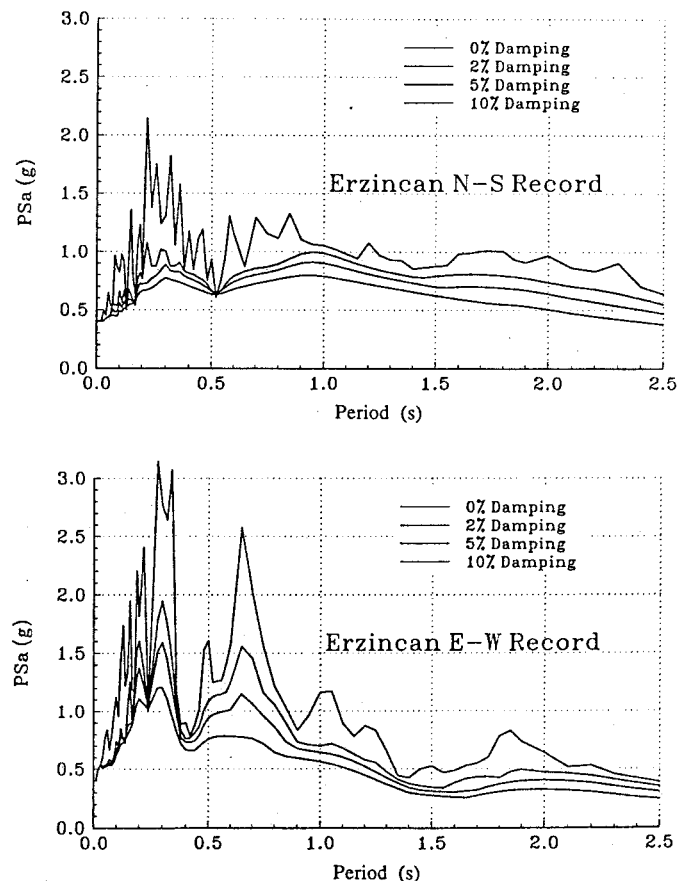 3.0
2.5
2.0
1.5
1.0
0.5
0.0
PSa (g)
0% Damping
2% Damping
5% Damping
10% Damping
Erzincan N-S Record
0.0 0.5 1.0 1.5 2.0 2.5
Period (s)
3.0
2.5
2.0
1.5
1.0
0.5
0.0
PSa (g)
0% Damping
2% Damping
5% Damping
10% Damping
Erzincan E-W Record
0.0 0.5 1.0 1.5 2.0 2.5
Period (s)